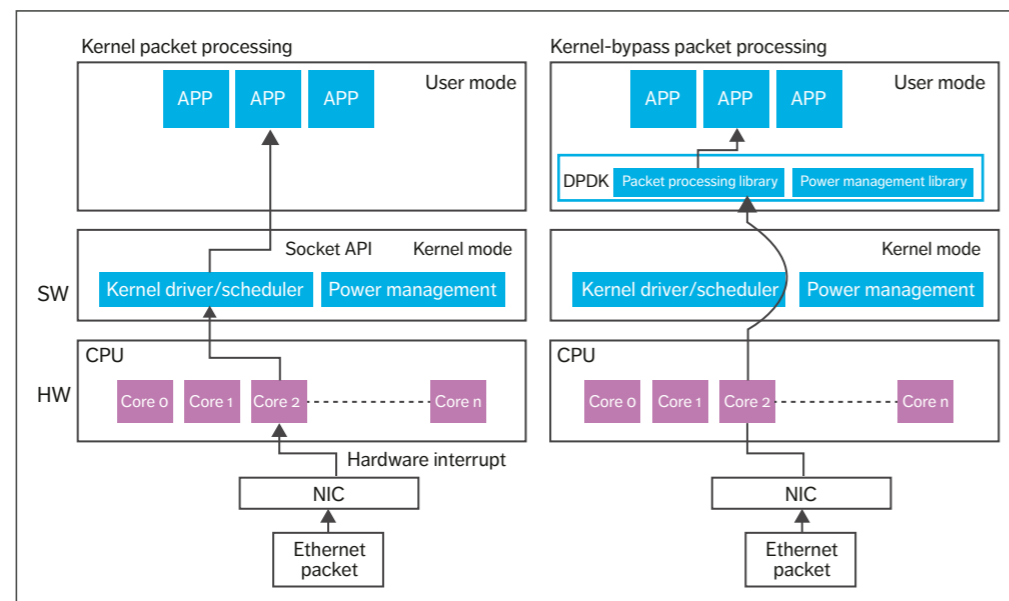 Kernel packet processing
User mode
APP APP APP
Socket API Kernel mode
SW
Kernel driver/scheduler Power management
CPU
HW
Core 0 Core 1 Core 2 Core n
Hardware interrupt
NIC
Ethernet
packet
Kernel-bypass packet processing
User mode
APP APP APP
DPDK Packet processing library Power management library
Kernel mode
Kernel driver/scheduler Power management
CPU
Core 0 Core 1 Core 2 Core n
NIC
Ethernet
packet